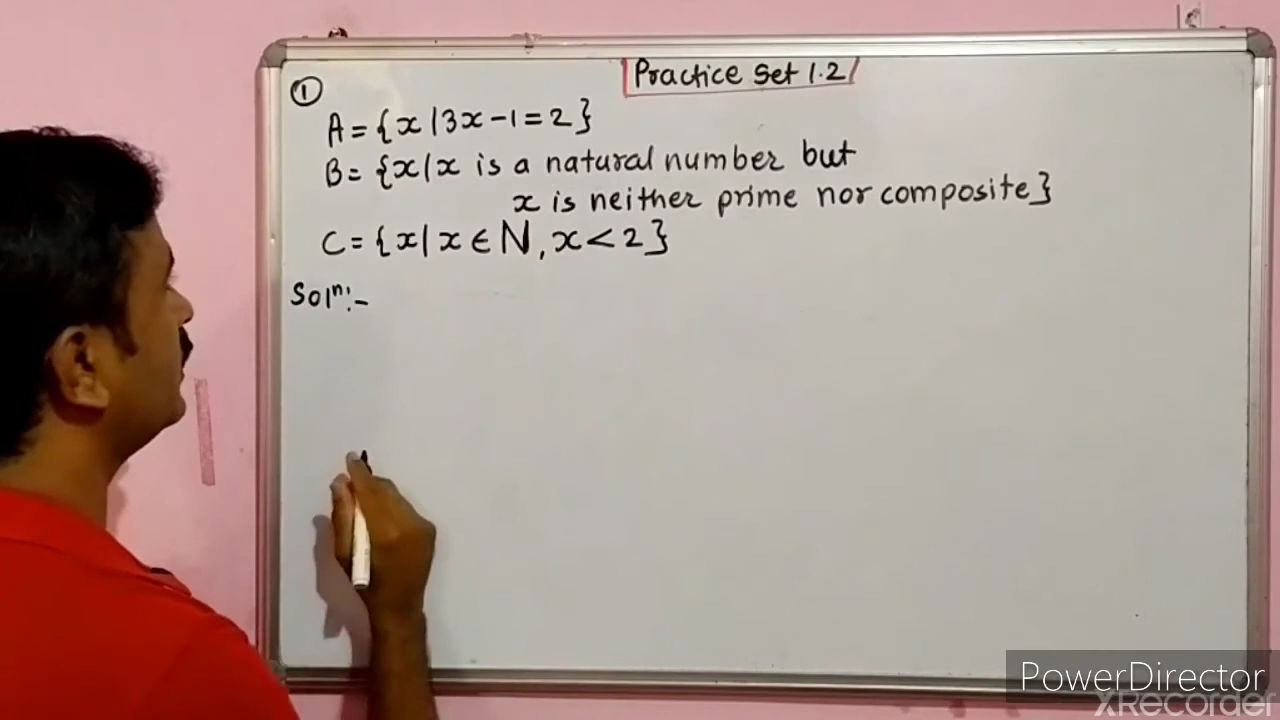 Practice Set 1.2
①
A = {x / 3x - 1 = 2}
B = {x / x is a natural number but
x is neither prime nor composite}
C = {x / x ∈ ℕ, x < 2}
Solⁿ:-
PowerDirector
XRecorder